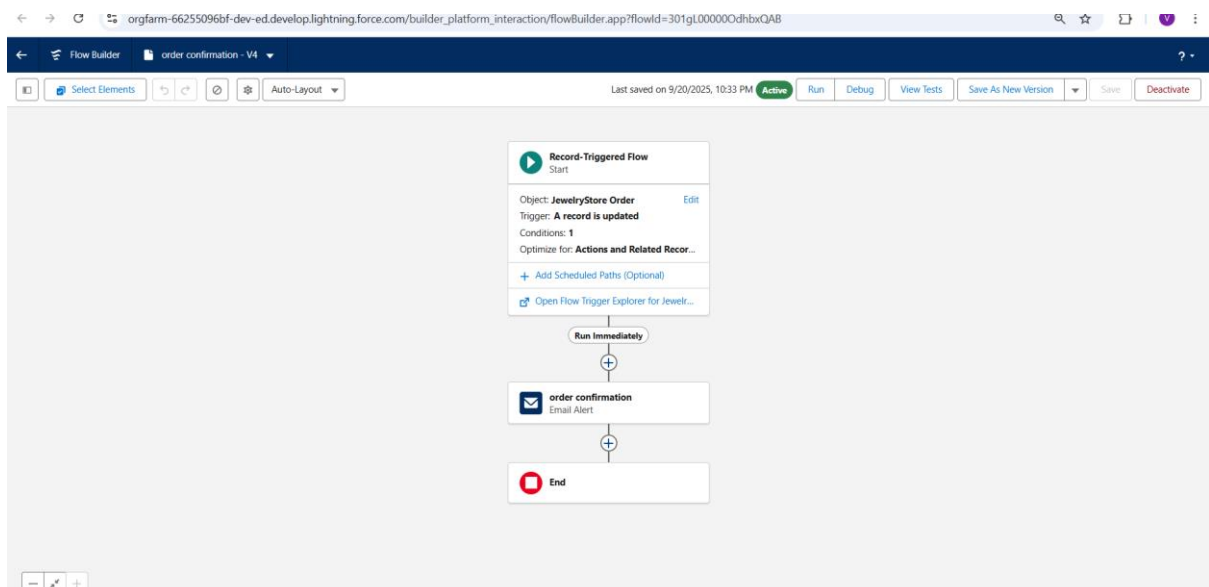 orgfarm-66255096bf-dev-ed.develop.lightning.force.com/builder_platform_interaction/flowBuilder.app?flowId=301gL00000OdhbxQAB
V
Flow Builder
order confirmation - V4
? 
Select Elements
Auto-Layout
Last saved on 9/20/2025, 10:33 PM Active
Run
Debug
View Tests
Save As New Version
Save
Deactivate
Record-Triggered Flow
Start
Object: JewelryStore Order Edit
Trigger: A record is updated
Conditions: 1
Optimize for: Actions and Related Recor...
+ Add Scheduled Paths (Optional)
Open Flow Trigger Explorer for Jewelr...
Run Immediately
order confirmation
Email Alert
End